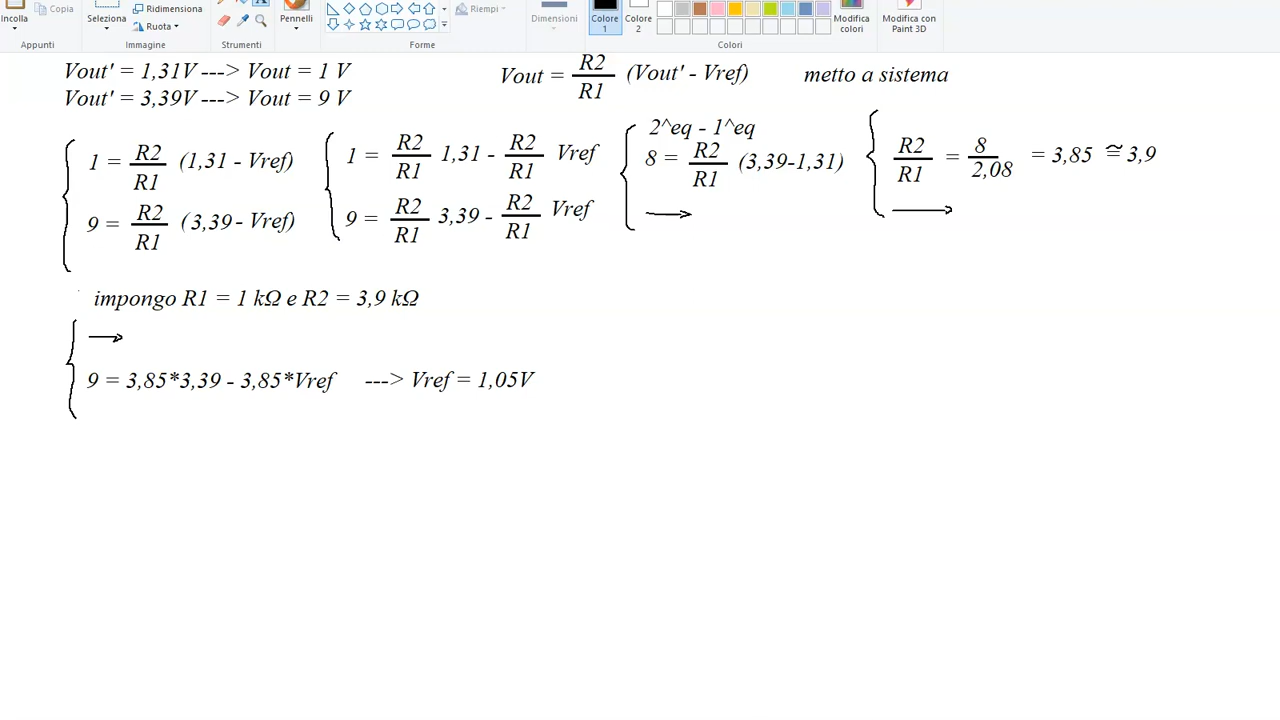 Incolla
Copia
Appunti
Seleziona
Ridimensiona
Ruota
Immagine
Strumenti
Pennelli
Forme
Riempi
Dimensioni
Colore 1
Colore 2
Colori
Modifica colori
Modifica con Paint 3D
Vout' = 1,31V ---> Vout = 1 V
Vout' = 3,39V ---> Vout = 9 V
Vout = R2/R1 (Vout' - Vref)
metto a sistema
1 = R2/R1 (1,31 - Vref)
9 = R2/R1 (3,39 - Vref)
1 = R2/R1 1,31 - R2/R1 Vref
9 = R2/R1 3,39 - R2/R1 Vref
2^eq - 1^eq
8 = R2/R1 (3,39-1,31)
R2/R1 = 8/2,08 = 3,85 ≅ 3,9
impongo R1 = 1 kΩ e R2 = 3,9 kΩ
9 = 3,85*3,39 - 3,85*Vref ---> Vref = 1,05V